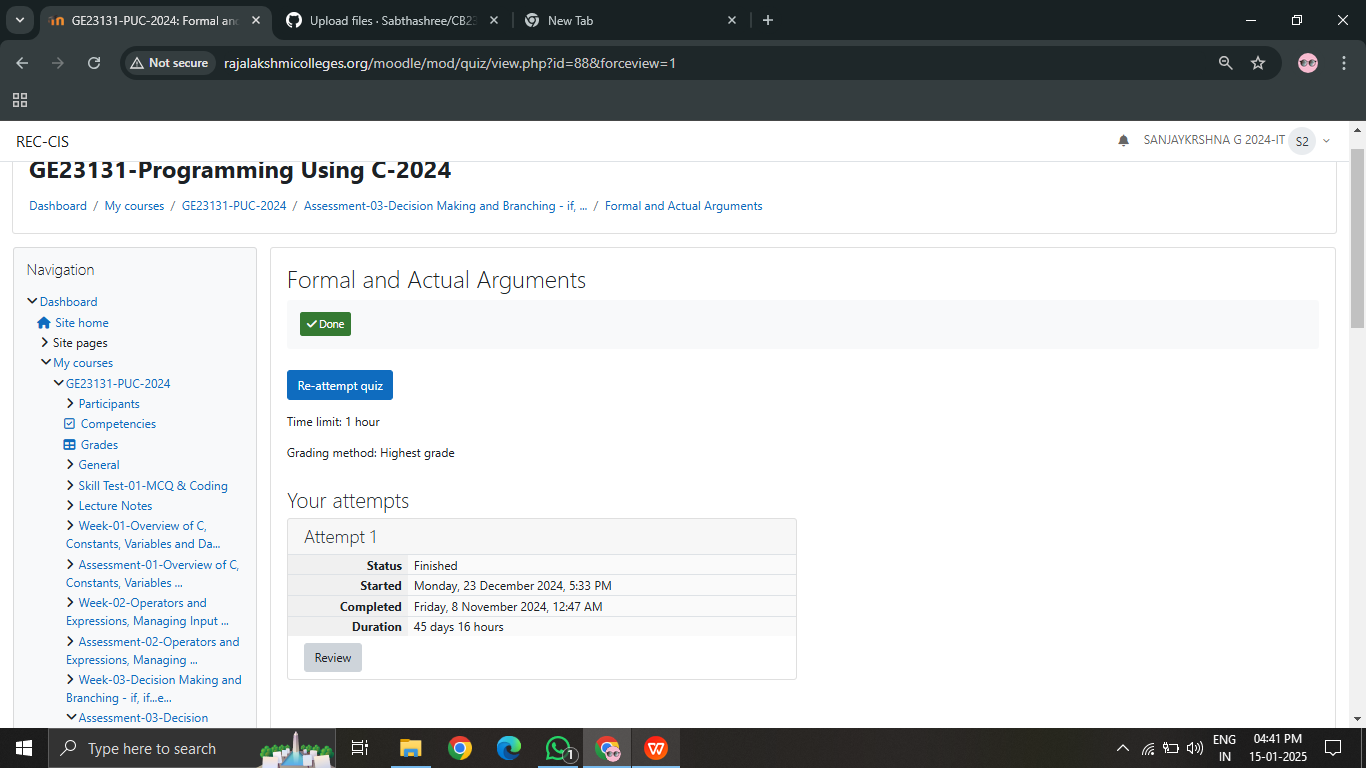 GE23131-PUC-2024: Formal and
Upload files · Sabthashree/CB23
New Tab
Not secure
rajalakshmicolleges.org/moodle/mod/quiz/view.php?id=88&forceview=1
REC-CIS
SANJAYKRSHNA G 2024-IT
S2
GE23131-Programming Using C-2024
Dashboard / My courses / GE23131-PUC-2024 / Assessment-03-Decision Making and Branching - if, ... / Formal and Actual Arguments
Navigation
Dashboard
Site home
Site pages
My courses
GE23131-PUC-2024
Participants
Competencies
Grades
General
Skill Test-01-MCQ & Coding
Lecture Notes
Week-01-Overview of C,
Constants, Variables and Da...
Assessment-01-Overview of C,
Constants, Variables ...
Week-02-Operators and
Expressions, Managing Input ...
Assessment-02-Operators and
Expressions, Managing ...
Week-03-Decision Making and
Branching - if, if...e...
Assessment-03-Decision
Formal and Actual Arguments
Done
Re-attempt quiz
Time limit: 1 hour
Grading method: Highest grade
Your attempts
Attempt 1
Status Finished
Started Monday, 23 December 2024, 5:33 PM
Completed Friday, 8 November 2024, 12:47 AM
Duration 45 days 16 hours
Review
Type here to search
1
ENG
IN
04:41 PM
15-01-2025